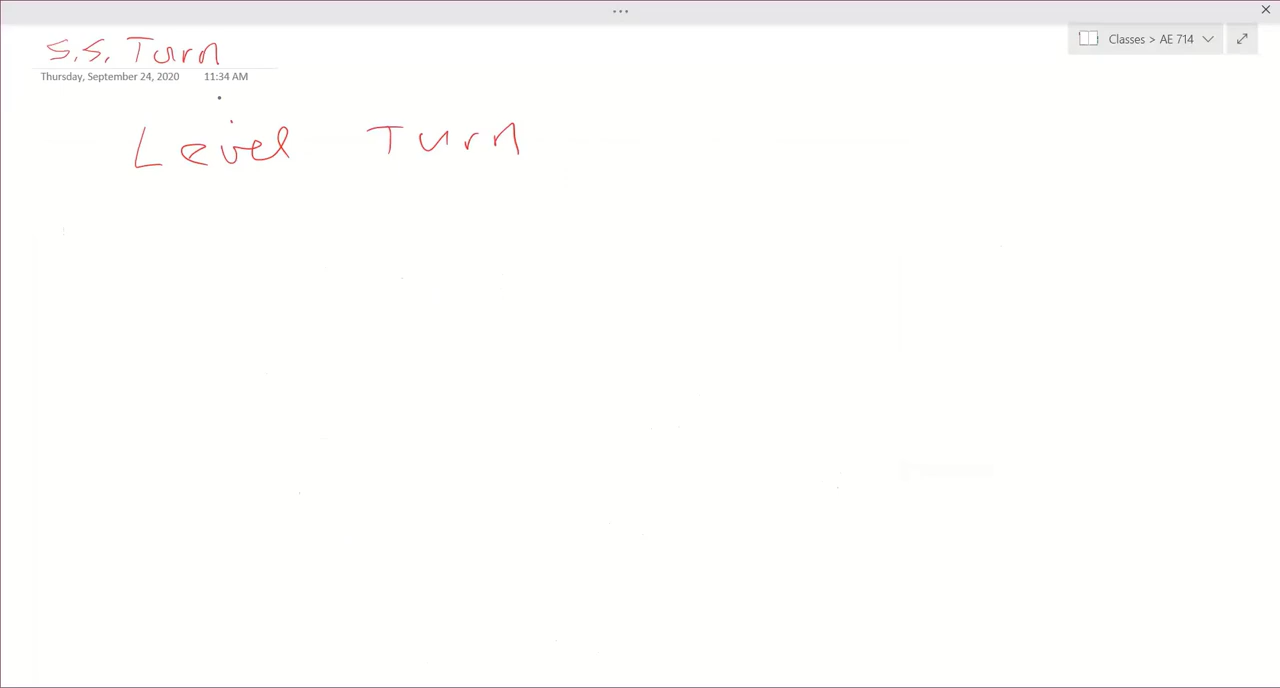 Classes > AE 714
S.S. Turn
Thursday, September 24, 2020 11:34 AM
Level Turn